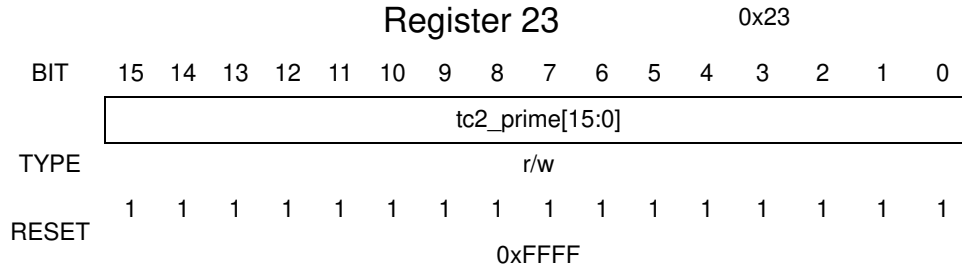 Register 23 0x23
BIT 15 14 13 12 11 10 9 8 7 6 5 4 3 2 1 0
tc2_prime[15:0]
TYPE r/w
RESET 1 1 1 1 1 1 1 1 1 1 1 1 1 1 1 1
0xFFFF